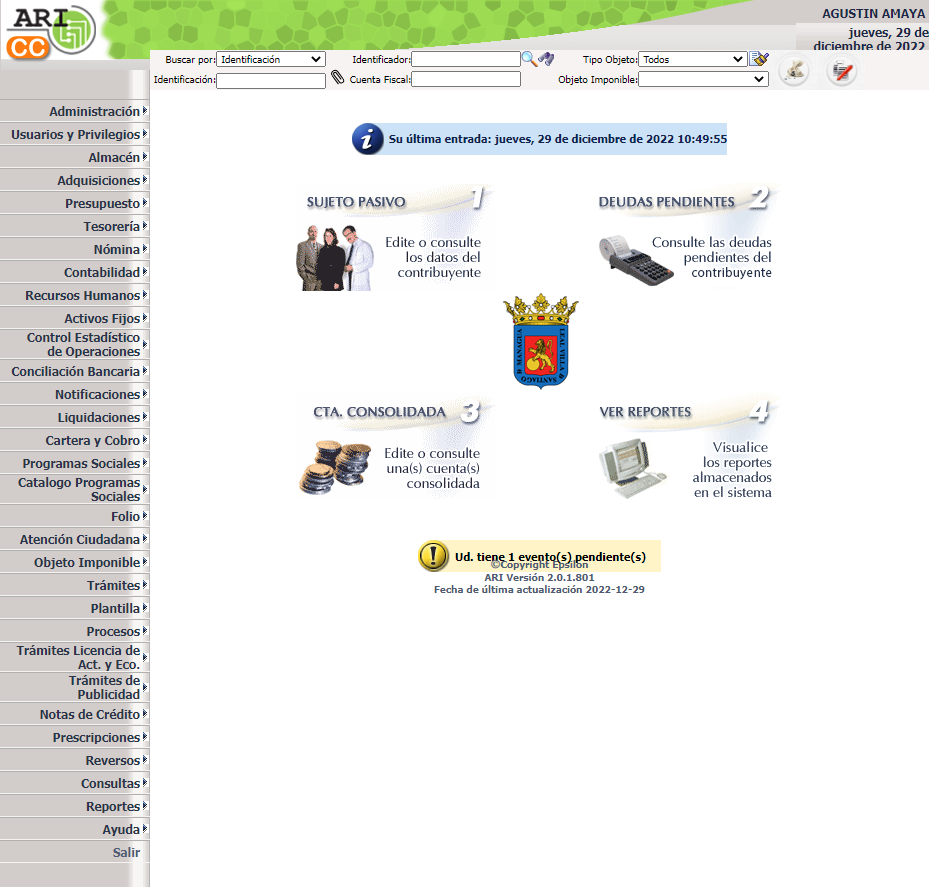 ARI
CC
AGUSTIN AMAYA
jueves, 29 de
diciembre de 2022
Buscar por: Identificación Identificador: Tipo Objeto: Todos
Identificación: Cuenta Fiscal: Objeto Imponible:
Administración
Usuarios y Privilegios
Almacén
Adquisiciones
Presupuesto
Tesorería
Nómina
Contabilidad
Recursos Humanos
Activos Fijos
Control Estadístico
de Operaciones
Conciliación Bancaria
Notificaciones
Liquidaciones
Cartera y Cobro
Programas Sociales
Catalogo Programas
Sociales
Folio
Atención Ciudadana
Objeto Imponible
Trámites
Plantilla
Procesos
Trámites Licencia de
Act. y Eco.
Trámites de
Publicidad
Notas de Crédito
Prescripciones
Reversos
Consultas
Reportes
Ayuda
Salir
i Su última entrada: jueves, 29 de diciembre de 2022 10:49:55
SUJETO PASIVO 1
Edite o consulte
los datos del
contribuyente
DEUDAS PENDIENTES 2
Consulte las deudas
pendientes del
contribuyente
MANAGUA
LEAL VILLA
SANTIAGO
CTA. CONSOLIDADA 3
Edite o consulte
una(s) cuenta(s)
consolidada
VER REPORTES 4
Visualice
los reportes
almacenados
en el sistema
! Ud. tiene 1 evento(s) pendiente(s)
©Copyright Epsilon
ARI Versión 2.0.1.801
Fecha de última actualización 2022-12-29